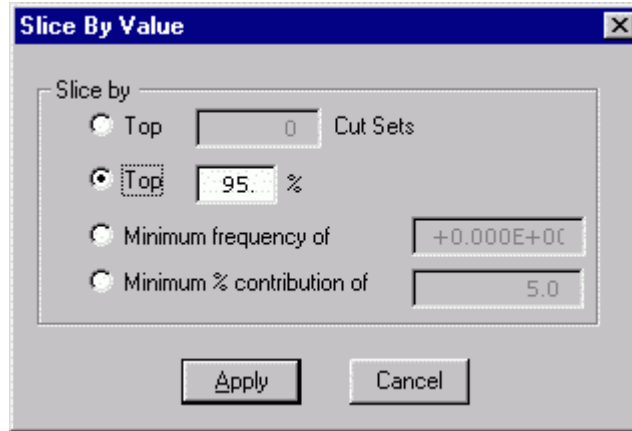 Slice By Value
Slice by
Top 0 Cut Sets
Top 95. %
Minimum frequency of +0.000E+0(
Minimum % contribution of 5.0
Apply Cancel